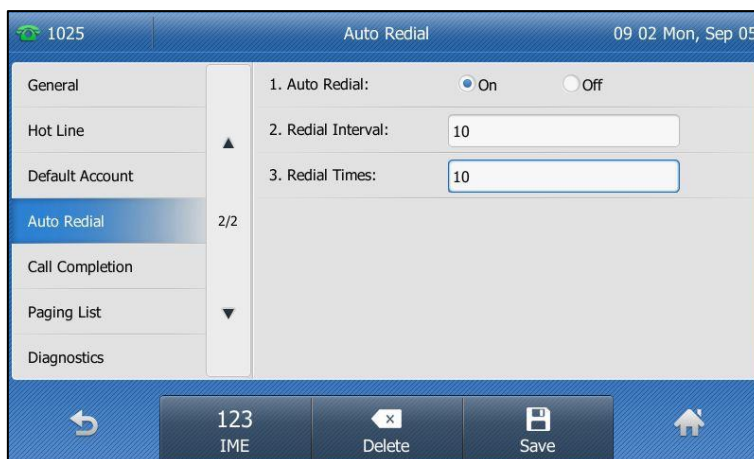 1025 Auto Redial 09 02 Mon, Sep 05
General
Hot Line
Default Account
Auto Redial
Call Completion
Paging List
Diagnostics
2/2
1. Auto Redial: On Off
2. Redial Interval: 10
3. Redial Times: 10
123
IME
Delete
Save